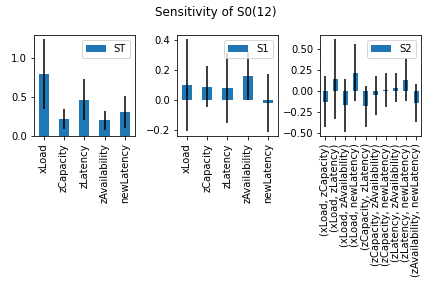 Sensitivity of S0(12)
ST
1.0
0.5
0.0
xLoad
zCapacity
zLatency
zAvailability
newLatency
S1
0.4
0.2
0.0
−0.2
xLoad
zCapacity
zLatency
zAvailability
newLatency
S2
0.50
0.25
0.00
−0.25
−0.50
(xLoad, zCapacity)
(xLoad, zLatency)
(xLoad, zAvailability)
(xLoad, newLatency)
(zCapacity, zLatency)
(zCapacity, zAvailability)
(zCapacity, newLatency)
(zLatency, zAvailability)
(zLatency, newLatency)
(zAvailability, newLatency)